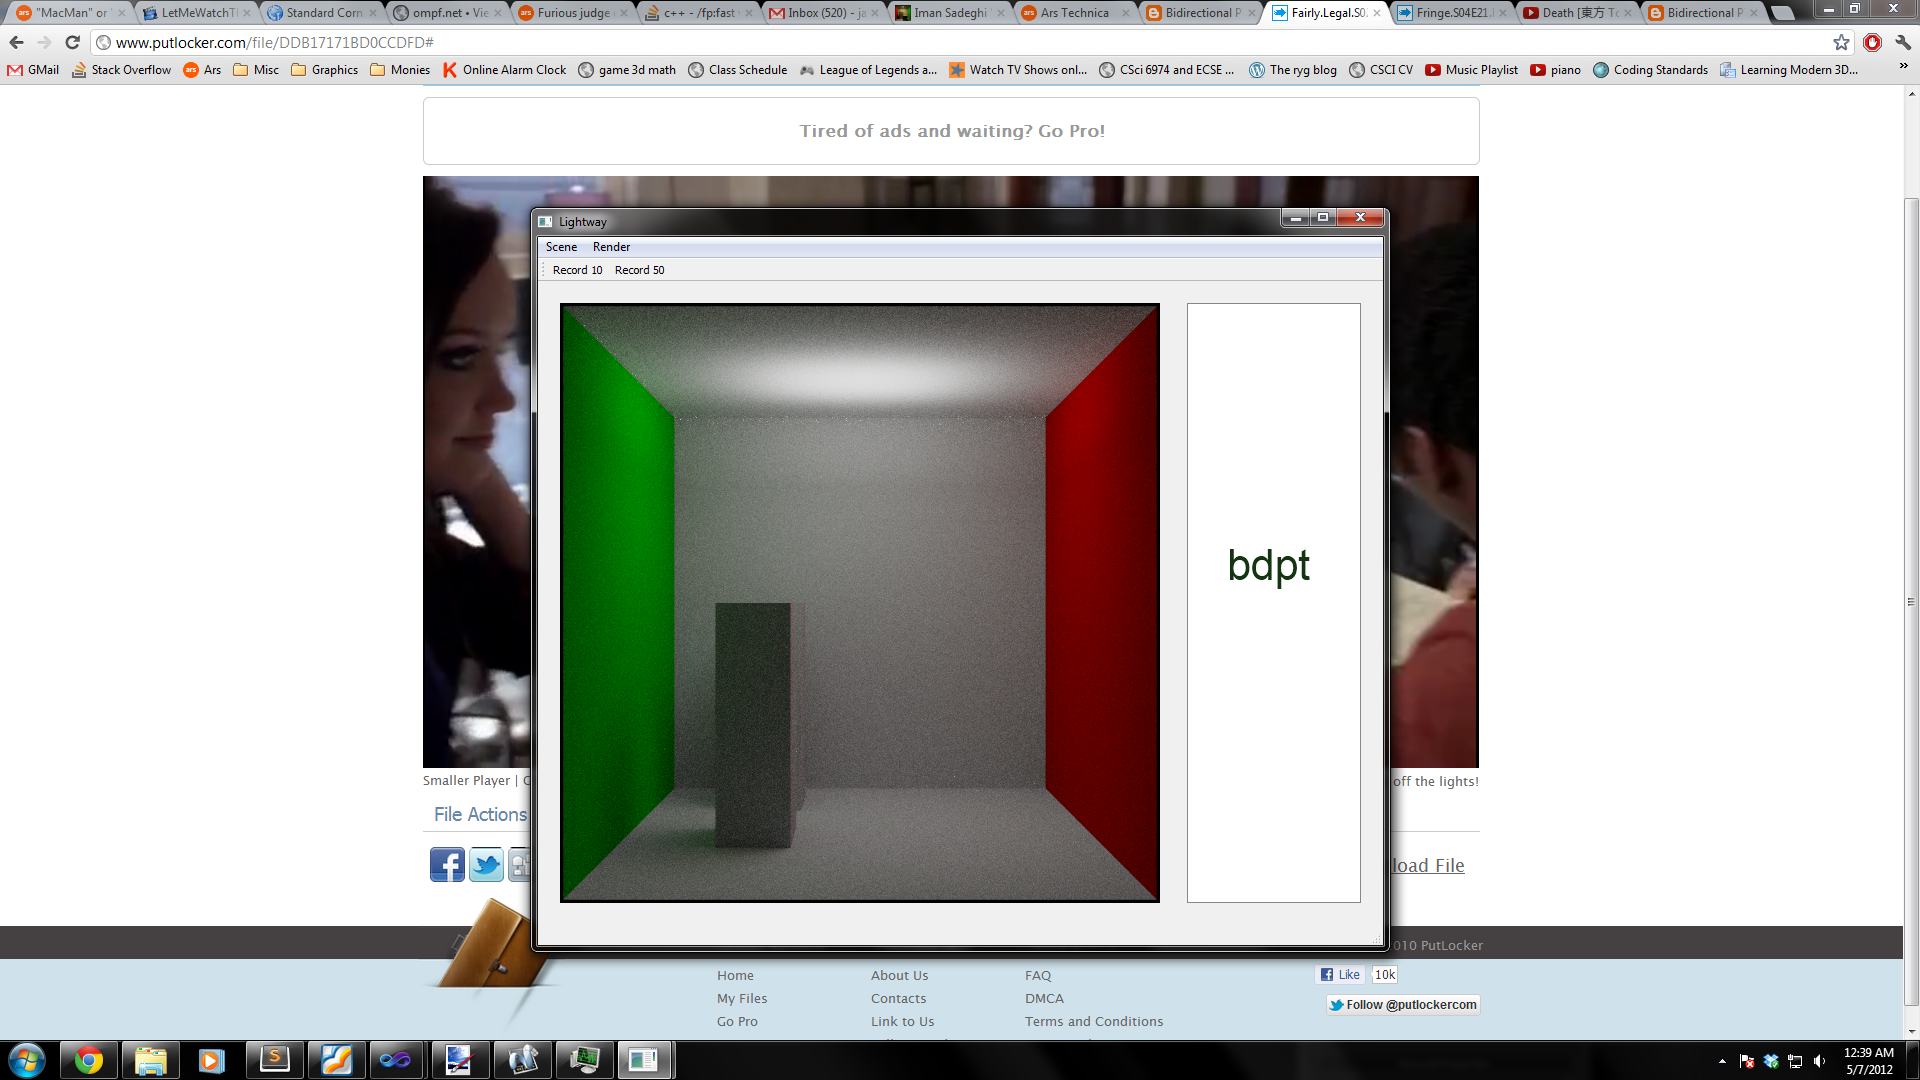 "MacMan" or '
LetMeWatchTh
Standard Corn
ompf.net • Vie
Furious judge
c++ - /fp:fast
Inbox (520) - ja
Iman Sadeghi
Ars Technica
Bidirectional P
Fairly.Legal.S0
Fringe.S04E21.
Death [東方 To
Bidirectional P
www.putlocker.com/file/DDB17171BD0CCDFD#
GMail
Stack Overflow
Ars
Misc
Graphics
Monies
Online Alarm Clock
game 3d math
Class Schedule
League of Legends a...
Watch TV Shows onl...
CSci 6974 and ECSE ...
The ryg blog
CSCI CV
Music Playlist
piano
Coding Standards
Learning Modern 3D...
Tired of ads and waiting? Go Pro!
Lightway
Scene Render
Record 10 Record 50
bdpt
Smaller Player |
off the lights!
File Actions
load File
010 PutLocker
Home
About Us
FAQ
Like
10k
My Files
Contacts
DMCA
Follow @putlockercom
Go Pro
Link to Us
Terms and Conditions
12:39 AM
5/7/2012